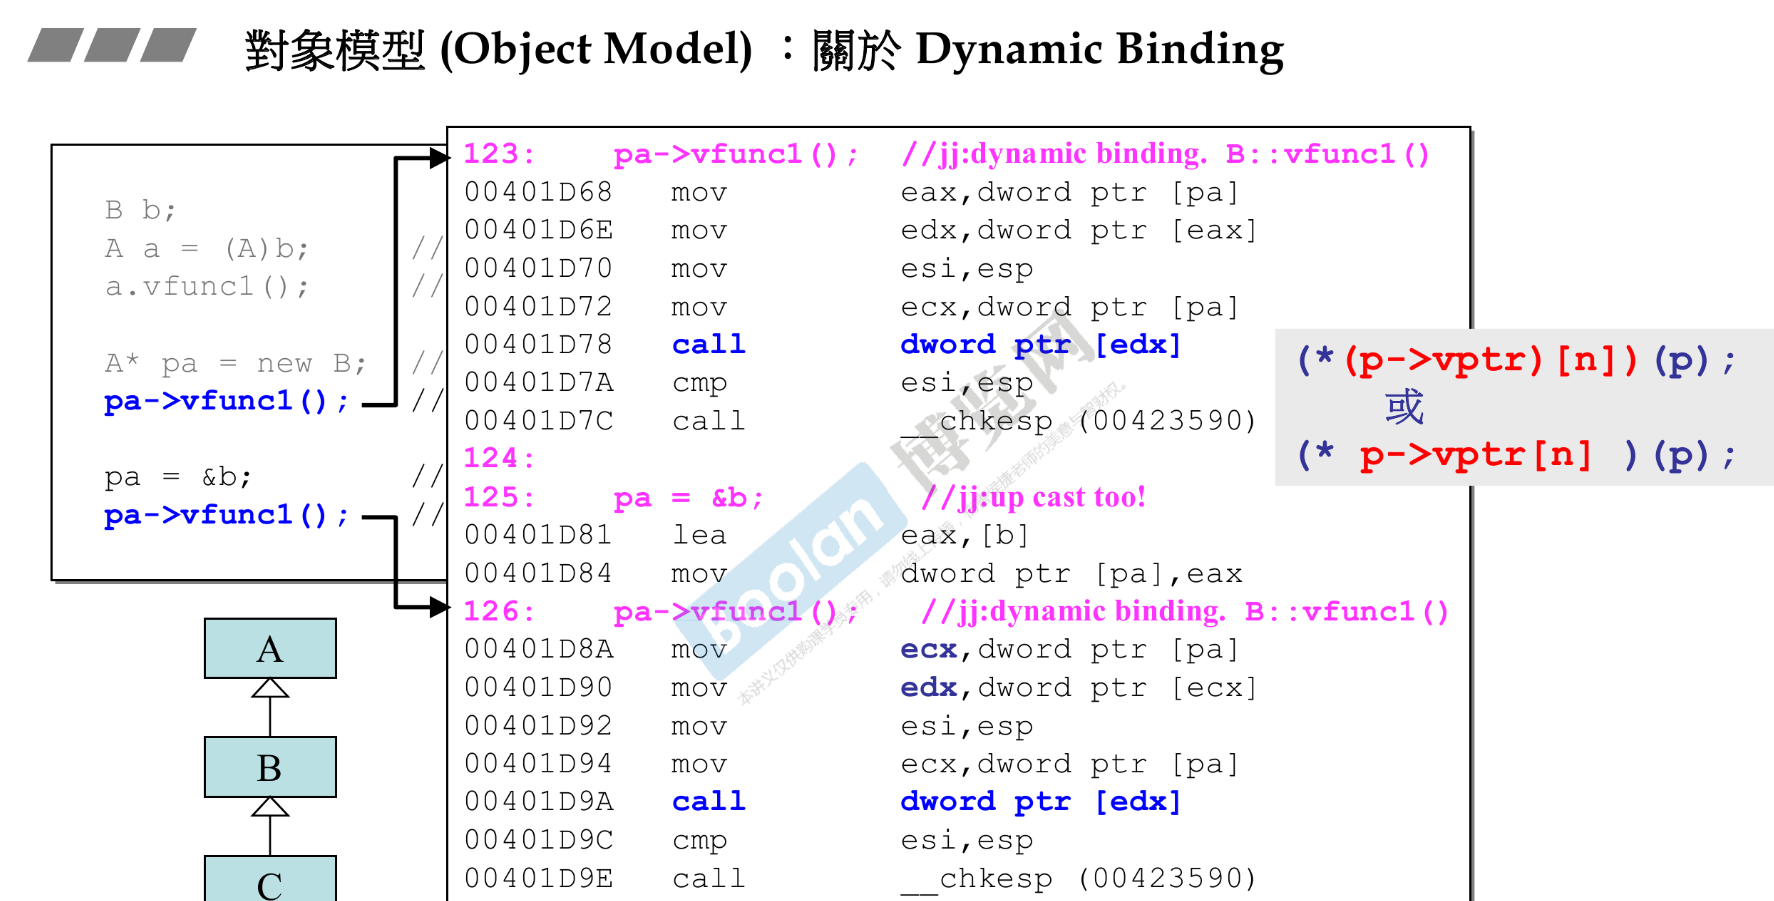 對象模型 (Object Model) ：關於 Dynamic Binding
B b;
A a = (A)b; //
a.vfunc1(); //
A* pa = new B; //
pa->vfunc1(); //
pa = &b; //
pa->vfunc1(); //
123: pa->vfunc1(); //jj:dynamic binding. B::vfunc1()
00401D68 mov eax,dword ptr [pa]
00401D6E mov edx,dword ptr [eax]
00401D70 mov esi,esp
00401D72 mov ecx,dword ptr [pa]
00401D78 call dword ptr [edx]
00401D7A cmp esi,esp
00401D7C call __chkesp (00423590)
124:
125: pa = &b; //jj:up cast too!
00401D81 lea eax,[b]
00401D84 mov dword ptr [pa],eax
126: pa->vfunc1(); //jj:dynamic binding. B::vfunc1()
00401D8A mov ecx,dword ptr [pa]
00401D90 mov edx,dword ptr [ecx]
00401D92 mov esi,esp
00401D94 mov ecx,dword ptr [pa]
00401D9A call dword ptr [edx]
00401D9C cmp esi,esp
00401D9E call __chkesp (00423590)
(*(p->vptr)[n])(p);
或
(* p->vptr[n] )(p);
A
B
C
boolan
博览网